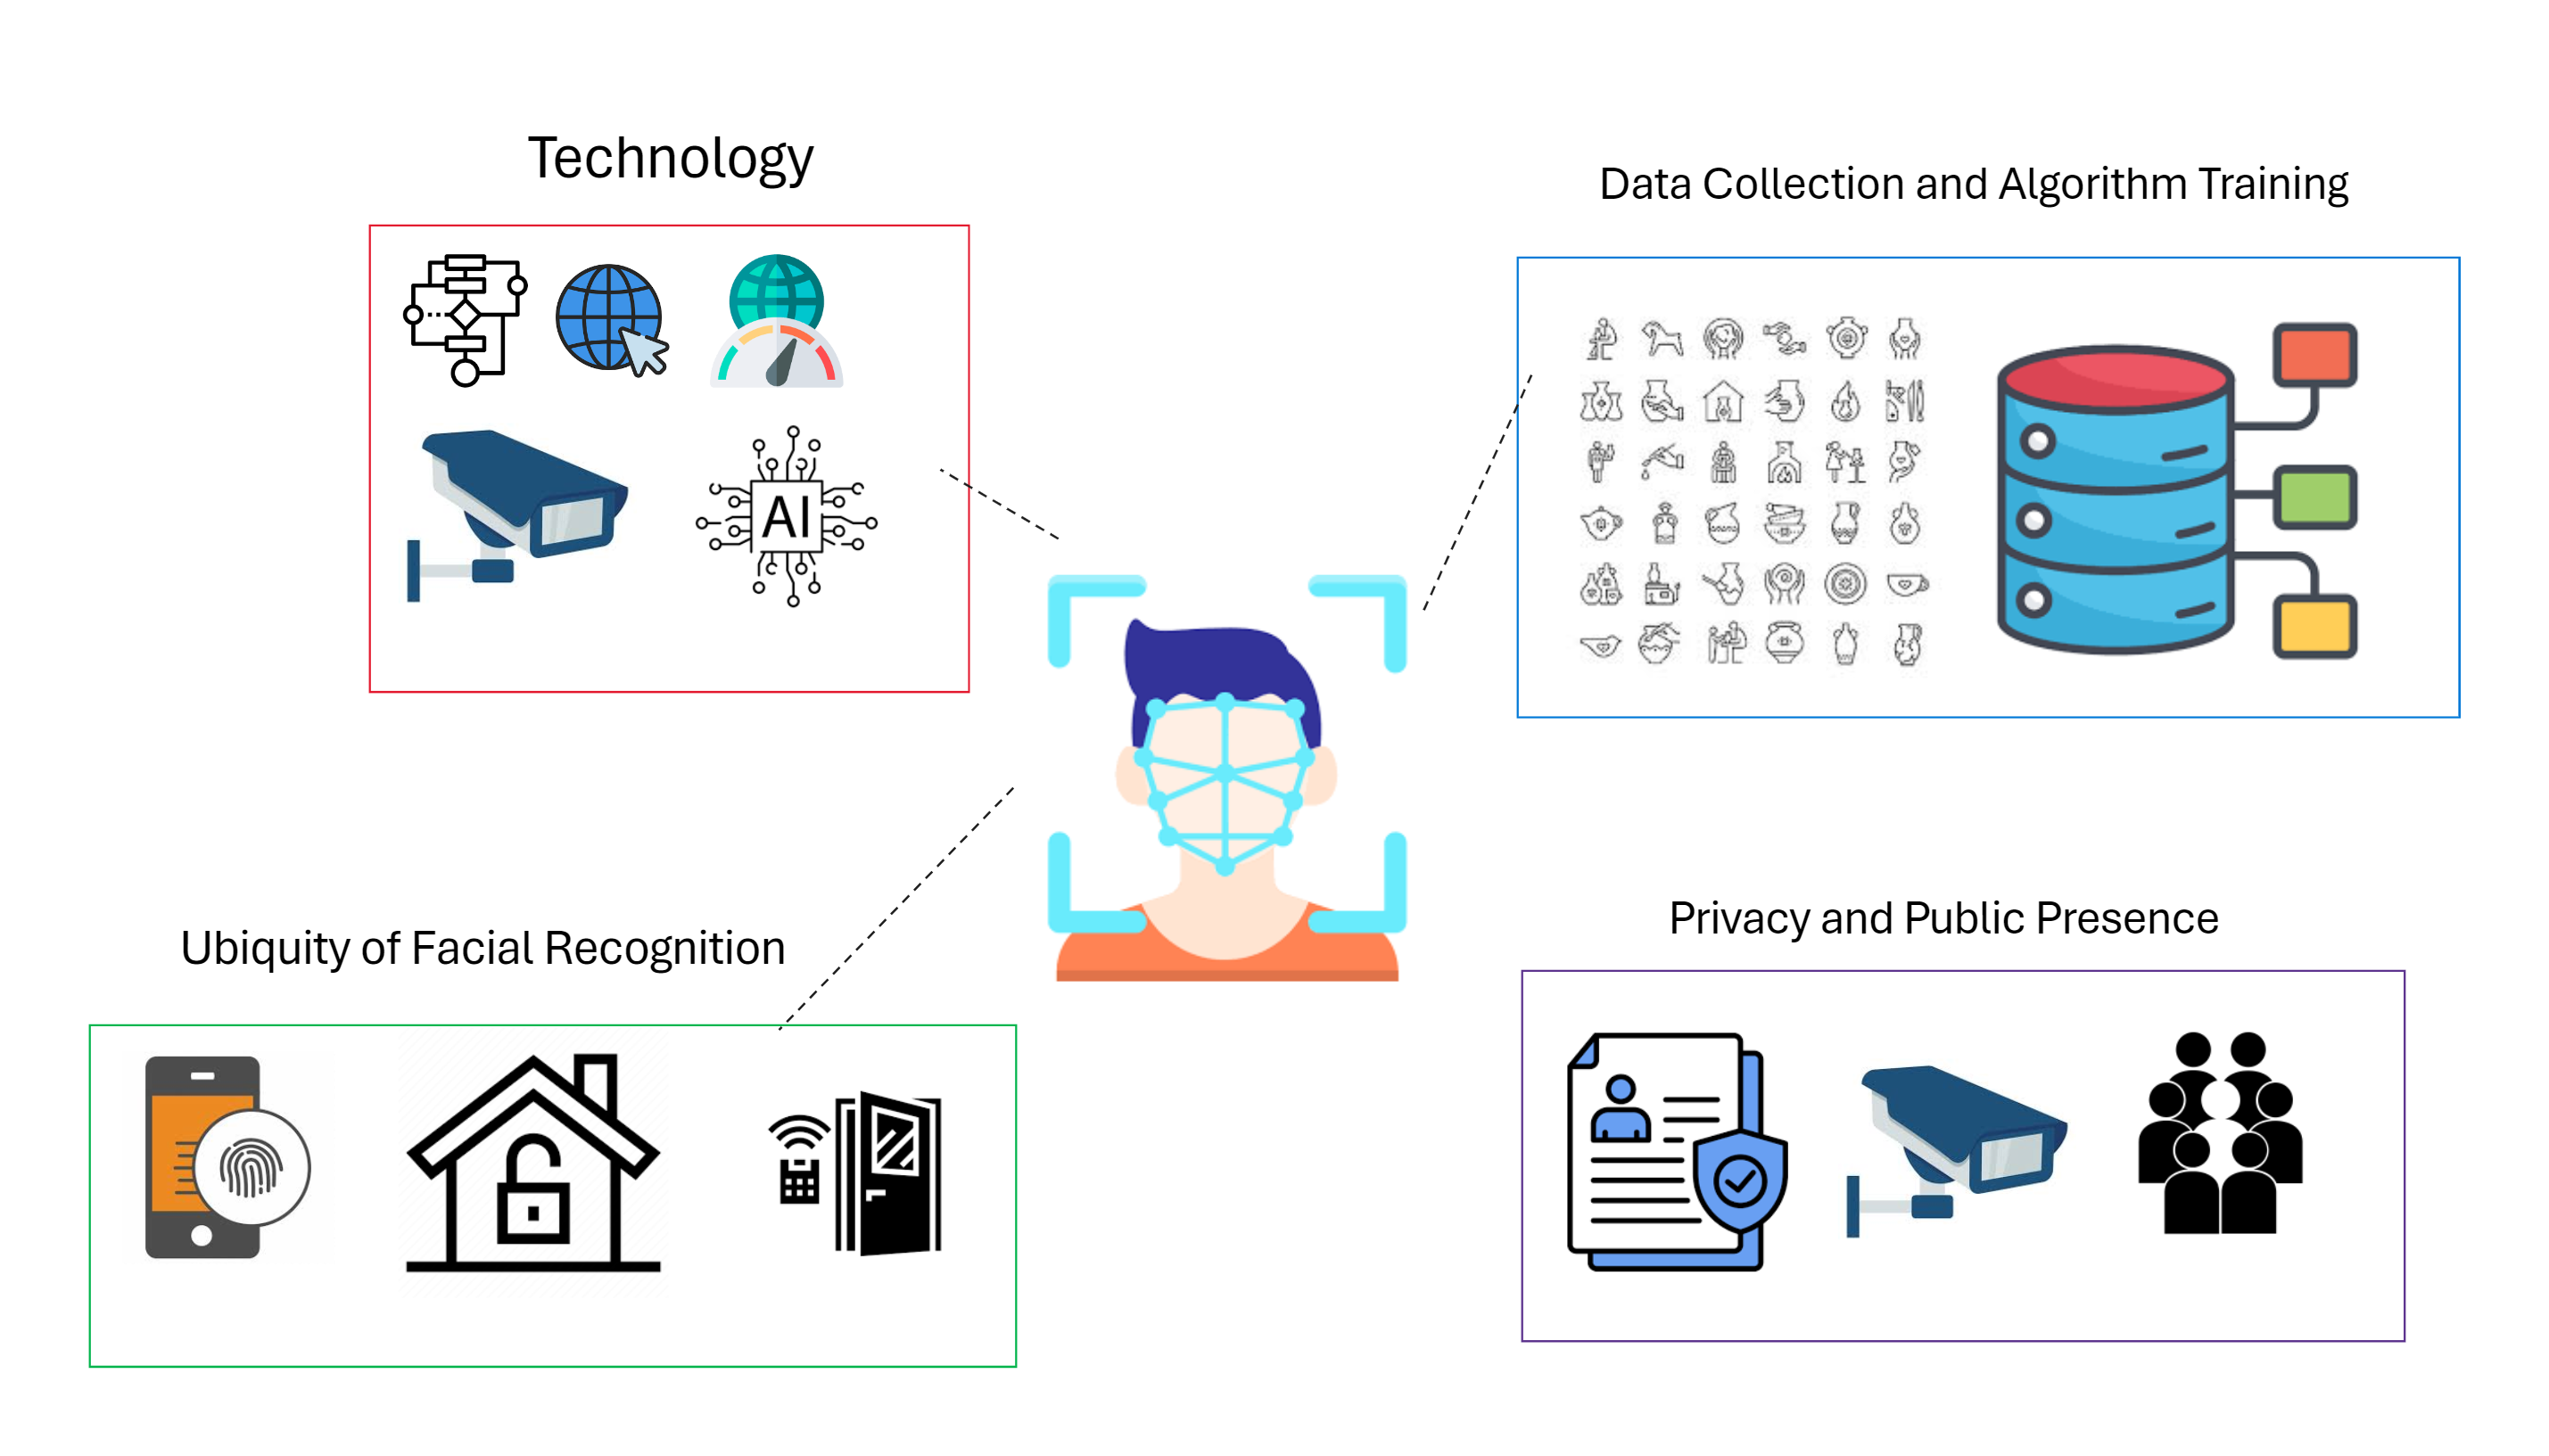 Technology
Data Collection and Algorithm Training
AI
Ubiquity of Facial Recognition
Privacy and Public Presence